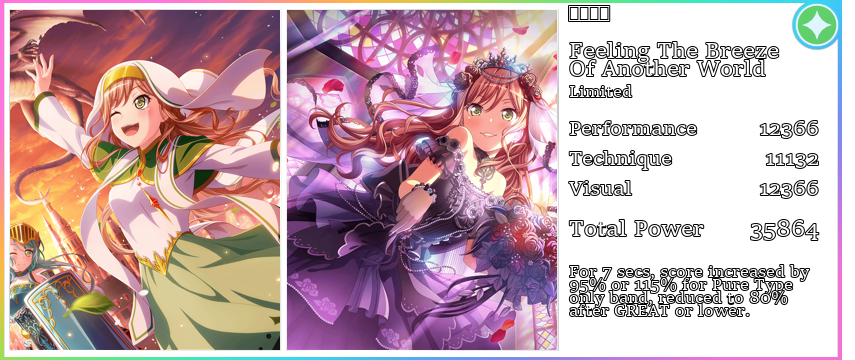 Feeling The Breeze
Of Another World
Limited
Performance 12366
Technique 11132
Visual 12366
Total Power 35864
For 7 secs, score increased by
95% or 115% for Pure Type
only band, reduced to 80%
after GREAT or lower.